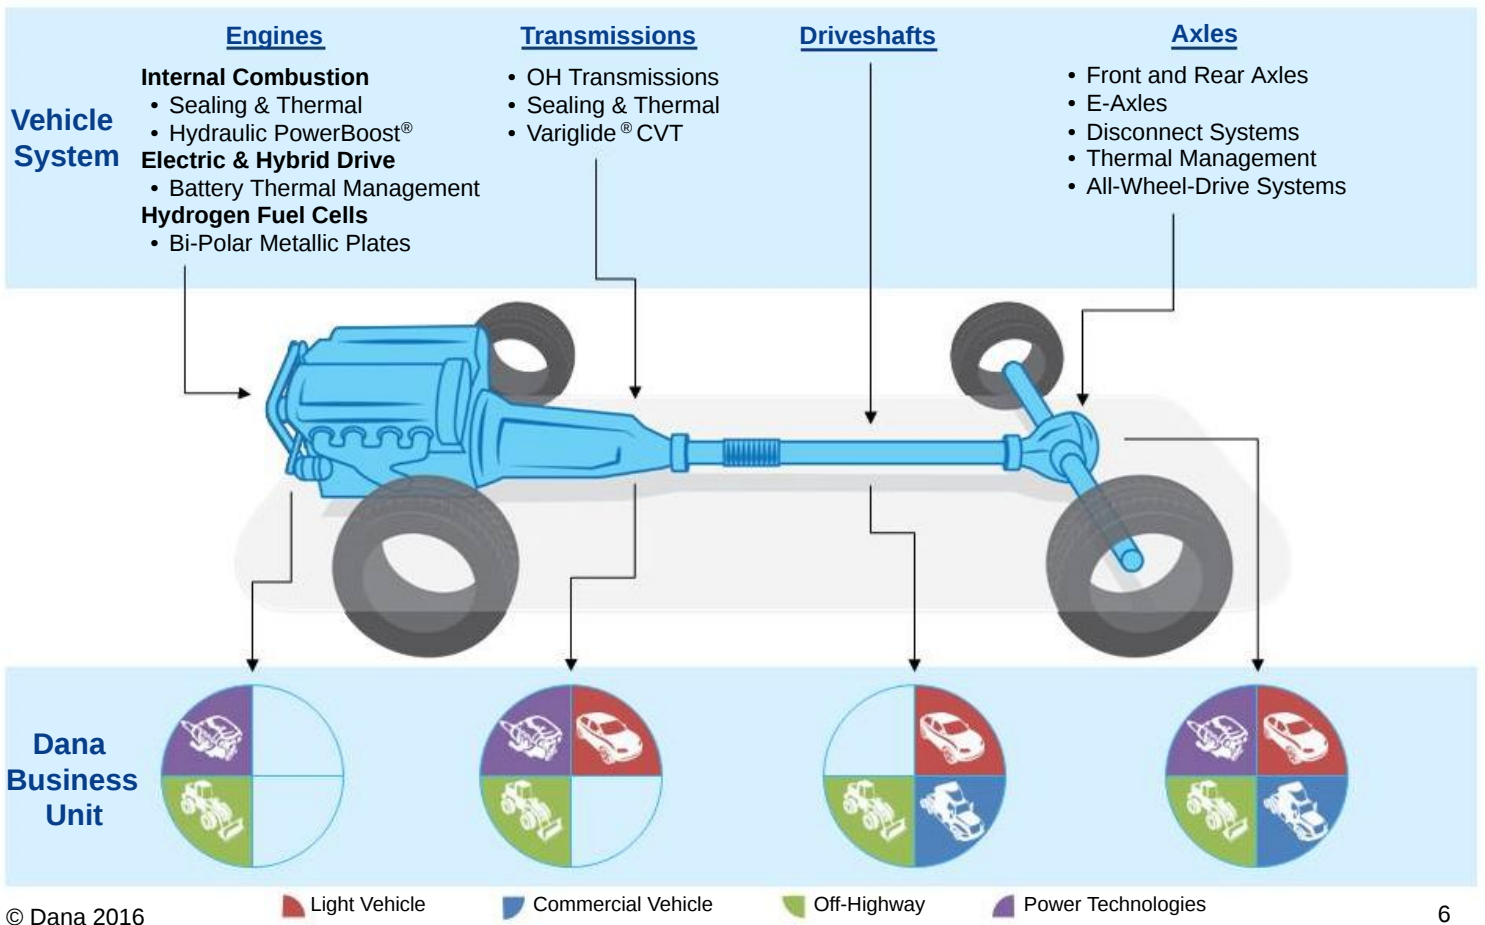 Vehicle
System
Engines
Internal Combustion
• Sealing & Thermal
• Hydraulic PowerBoost®
Electric & Hybrid Drive
• Battery Thermal Management
Hydrogen Fuel Cells
• Bi-Polar Metallic Plates
Transmissions
• OH Transmissions
• Sealing & Thermal
• Variglide® CVT
Driveshafts
Axles
• Front and Rear Axles
• E-Axles
• Disconnect Systems
• Thermal Management
• All-Wheel-Drive Systems
Dana
Business
Unit
Light Vehicle
Commercial Vehicle
Off-Highway
Power Technologies
© Dana 2016
6